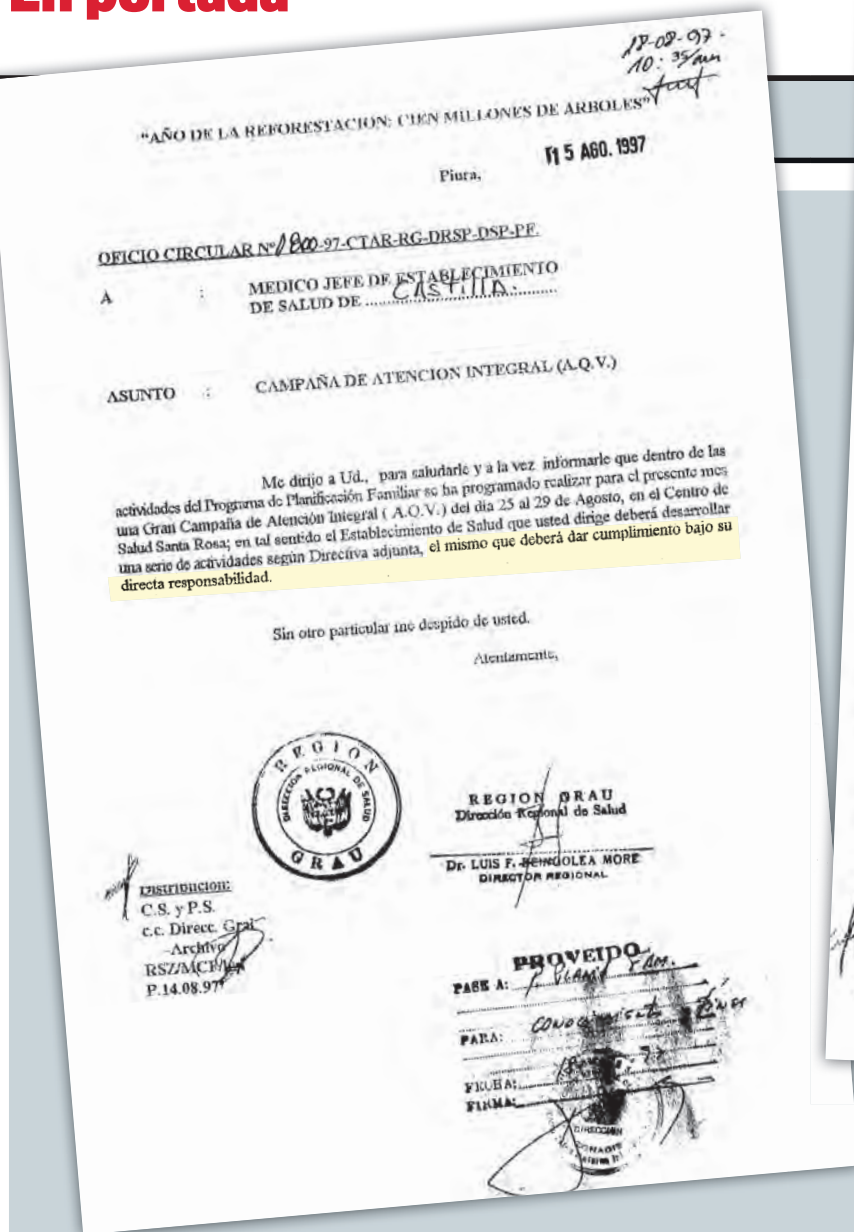 En portada
18-08-97-
10:35/am
"AÑO DE LA REFORESTACION: CIEN MILLONES DE ARBOLES"
Piura,
15 AGO. 1997
OFICIO CIRCULAR Nº 1800-97-CTAR-RG-DRSP-DSP-PF.
A : MEDICO JEFE DE ESTABLECIMIENTO
DE SALUD DE ...CASTILLA...
ASUNTO : CAMPAÑA DE ATENCION INTEGRAL (A.Q.V.)
Me dirijo a Ud., para saludarle y a la vez informarle que dentro de las
actividades del Programa de Planificación Familiar se ha programado realizar para el presente mes
una Gran Campaña de Atención Integral ( A.Q.V.) del día 25 al 29 de Agosto, en el Centro de
Salud Santa Rosa; en tal sentido el Establecimiento de Salud que usted dirige deberá desarrollar
una serie de actividades según Directiva adjunta, el mismo que deberá dar cumplimiento bajo su
directa responsabilidad.
Sin otro particular me despido de usted.
Atentamente,
REGION
DIRECCION REGIONAL DE SALUD
GRAU
REGION GRAU
Dirección Regional de Salud
Dr. LUIS F. BEINGOLEA MORE
DIRECTOR REGIONAL
Distribucion:
C.S. y P.S.
c.c. Direcc. Gral
-Archivo
RSZ/MCF/
P.14.08.97
PROVEIDO
PASE A: P. PLANIF FAM.
PARA: Conocimiento
FECHA:
FIRMA:
DIRECCION